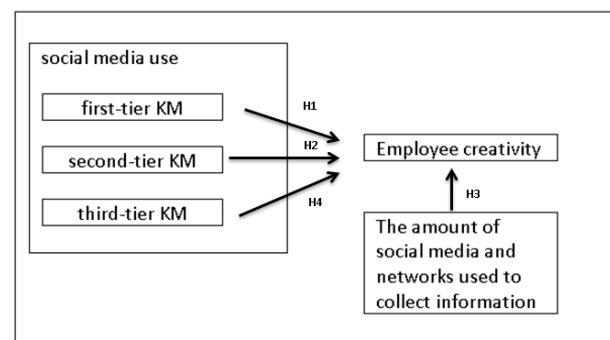 social media use
first-tier KM
H1
second-tier KM
H2
Employee creativity
third-tier KM
H4
H3
The amount of
social media and
networks used to
collect information